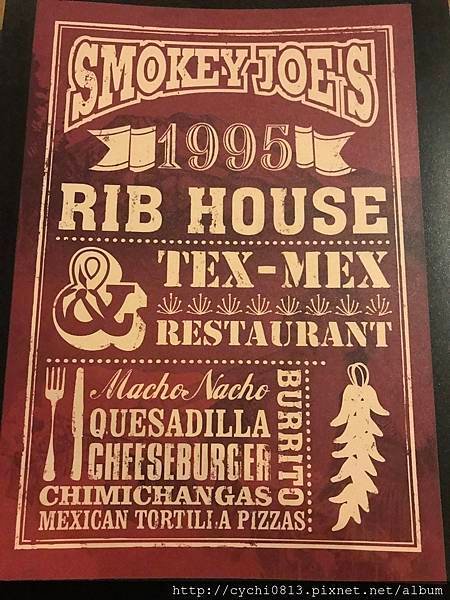 SMOKEY JOE'S
1995
RIB HOUSE
& TEX-MEX
RESTAURANT
Macho Nacho
QUESADILLA
CHEESEBURGER
BURRITO
CHIMICHANGAS
MEXICAN TORTILLA PIZZAS
http://cychi0813.pixnet.net/album